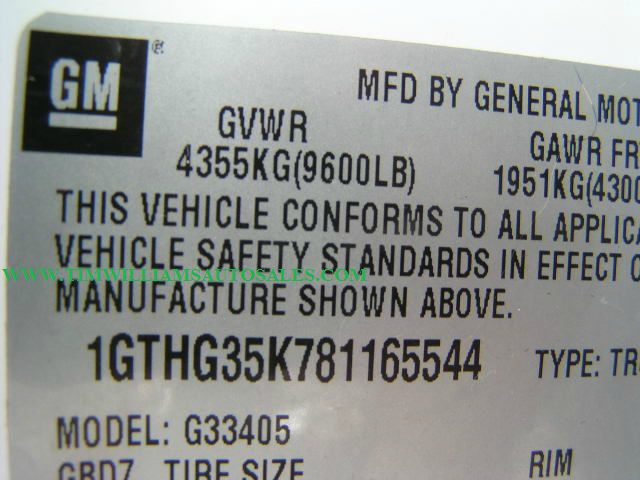 GM ®
MFD BY GENERAL MOT
GVWR
GAWR FR
4355KG(9600LB)
1951KG(4300
THIS VEHICLE CONFORMS TO ALL APPLICA
VEHICLE SAFETY STANDARDS IN EFFECT O
WWW.TIMWILLIAMSAUTOSALES.COM
MANUFACTURE SHOWN ABOVE.
1GTHG35K781165544
TYPE: TR
MODEL: G33405
GBD7 TIRE SIZE
RIM